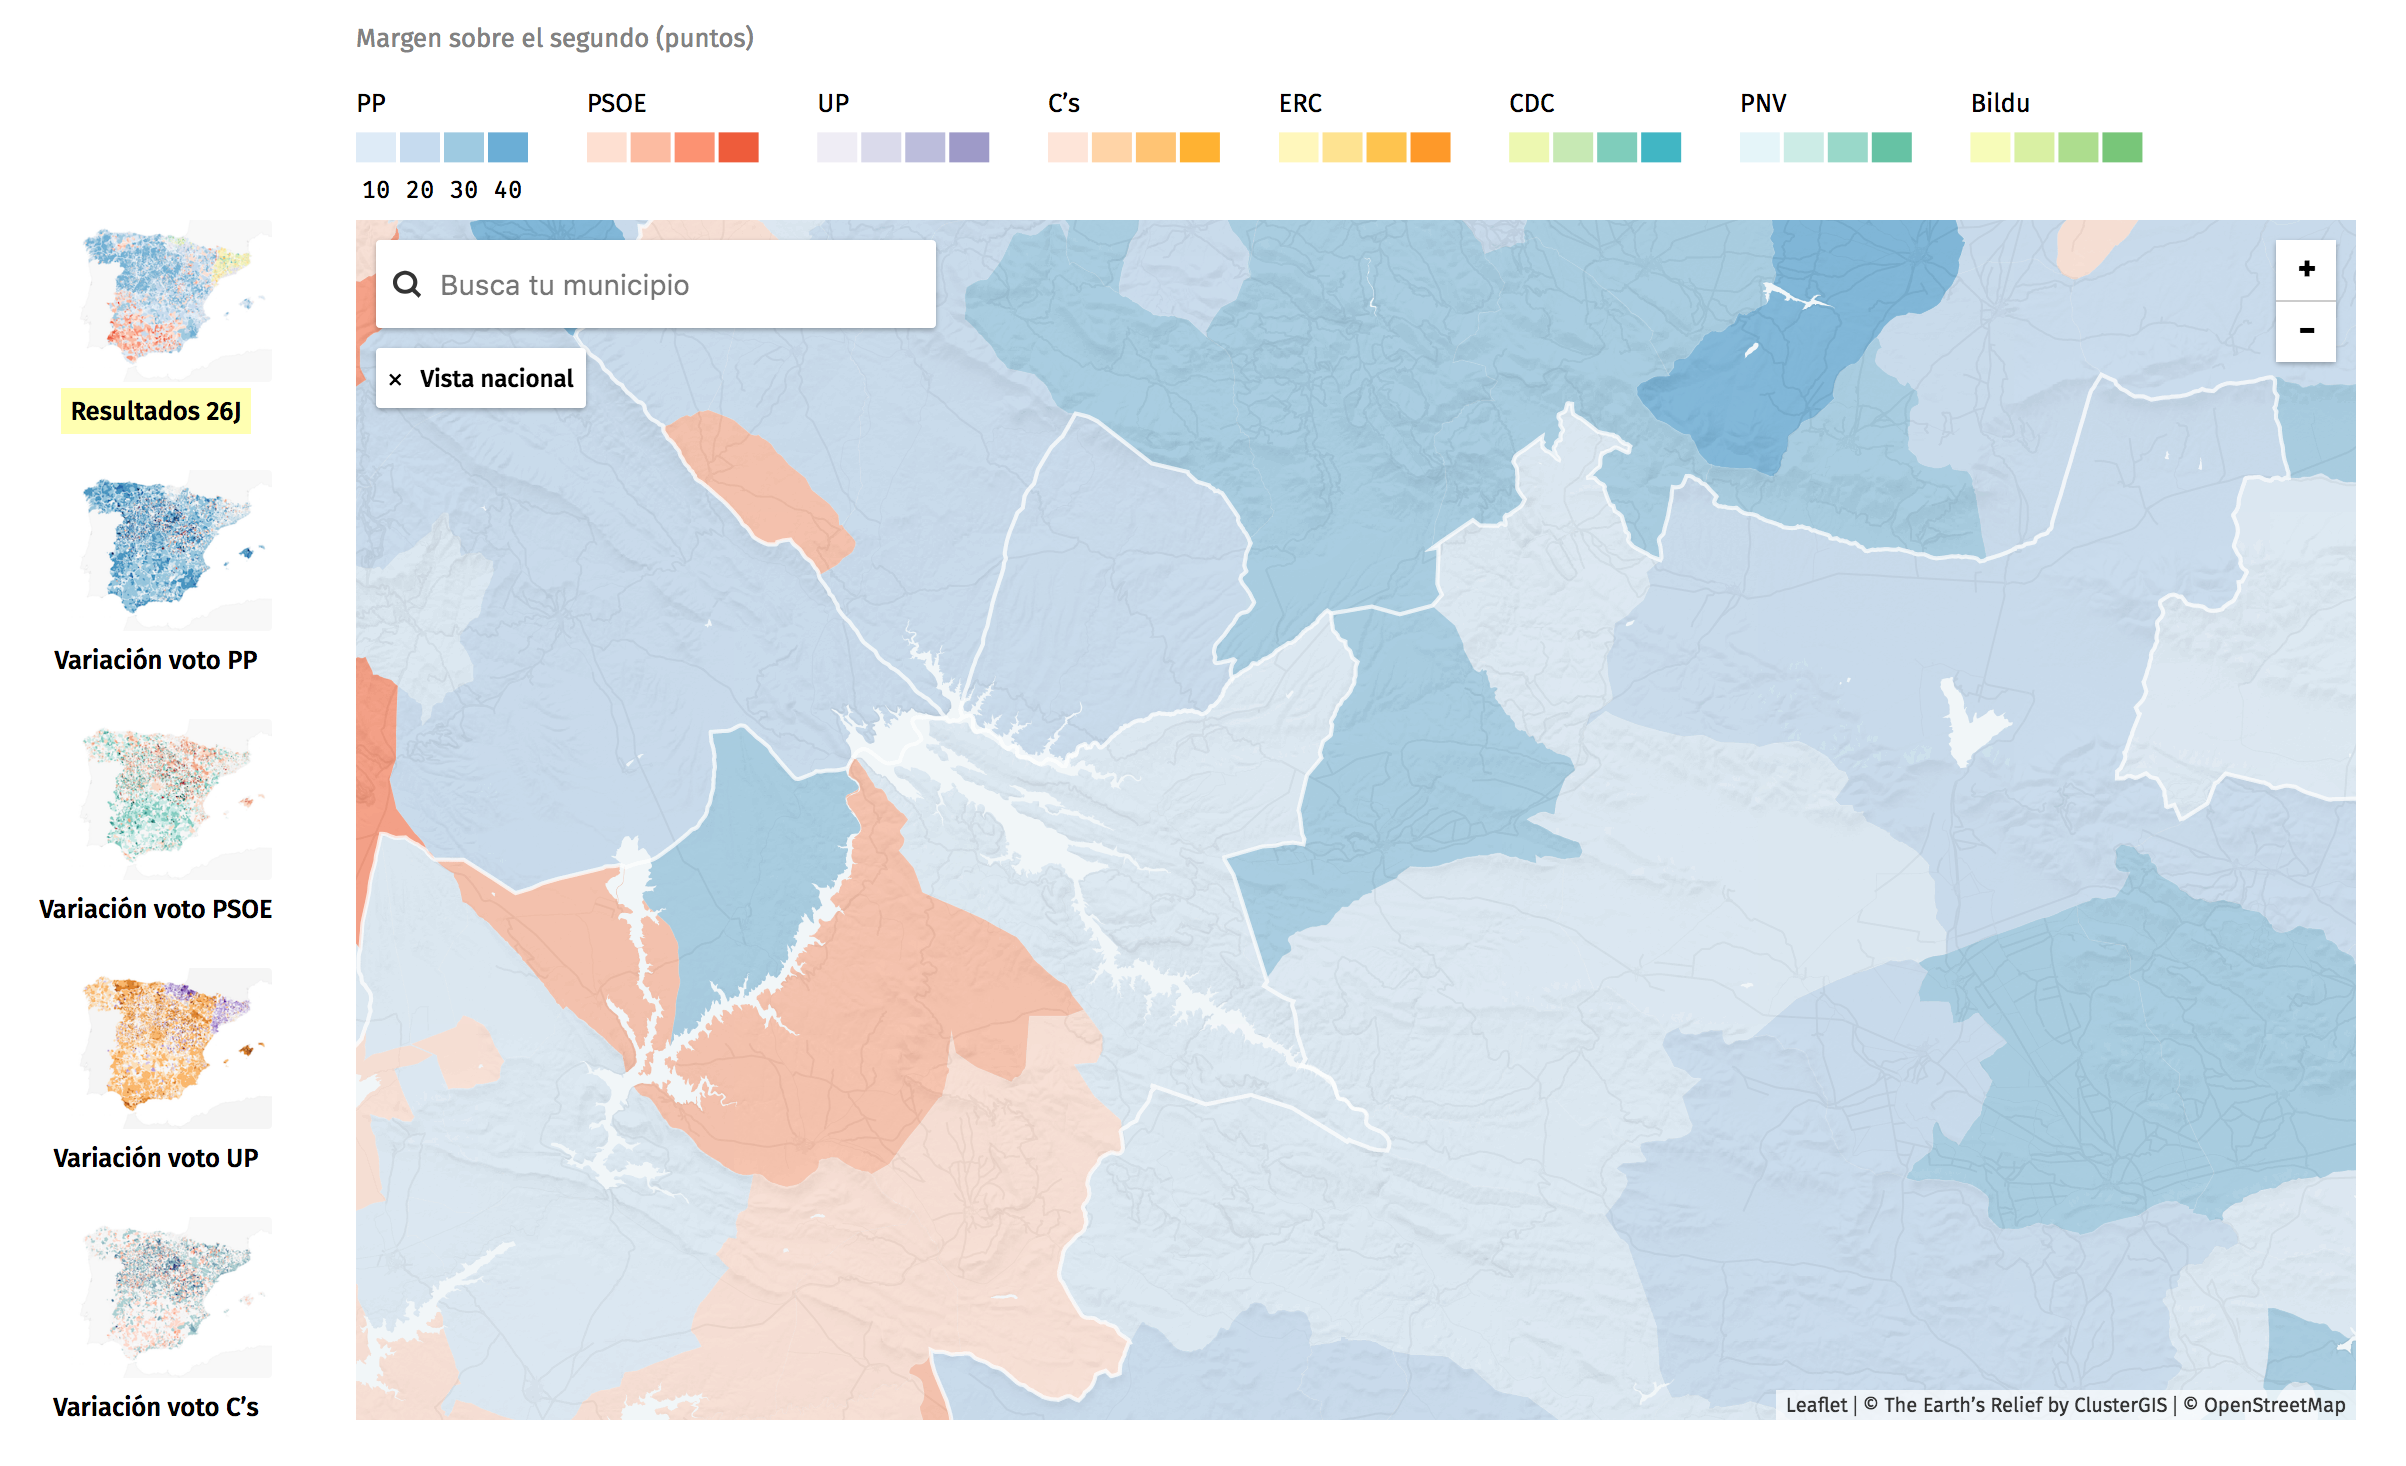 Margen sobre el segundo (puntos)
PP PSOE UP C’s ERC CDC PNV Bildu
10 20 30 40
Busca tu municipio
+
-
× Vista nacional
Resultados 26J
Variación voto PP
Variación voto PSOE
Variación voto UP
Variación voto C’s
Leaflet | © The Earth’s Relief by ClusterGIS | © OpenStreetMap